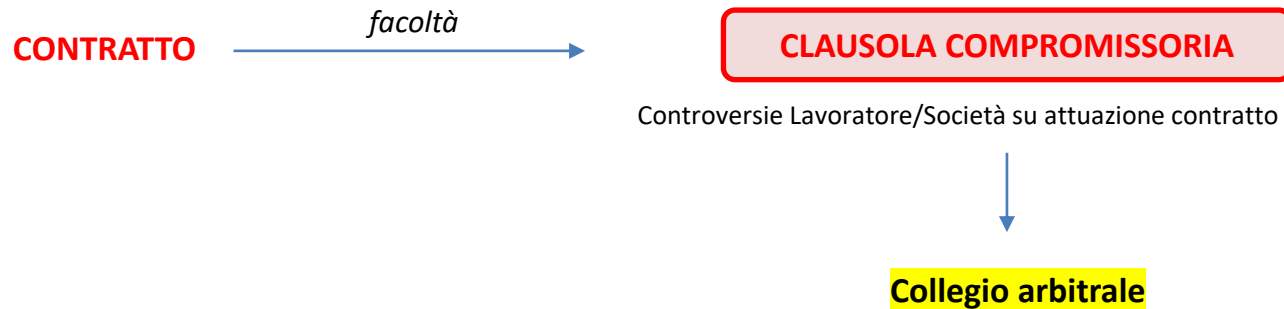 facoltà
CONTRATTO
CLAUSOLA COMPROMISSORIA
Controversie Lavoratore/Società su attuazione contratto
Collegio arbitrale